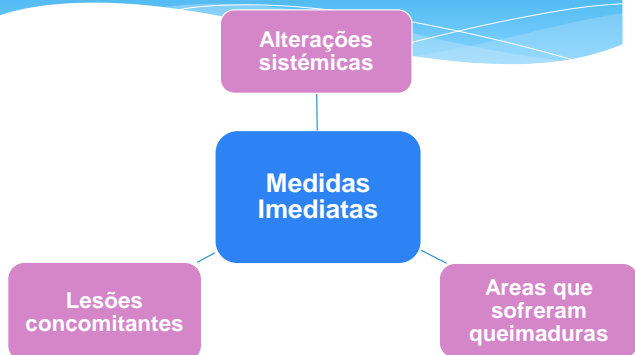 Alterações
sistémicas
Medidas
Imediatas
Lesões
concomitantes
Areas que
sofreram
queimaduras